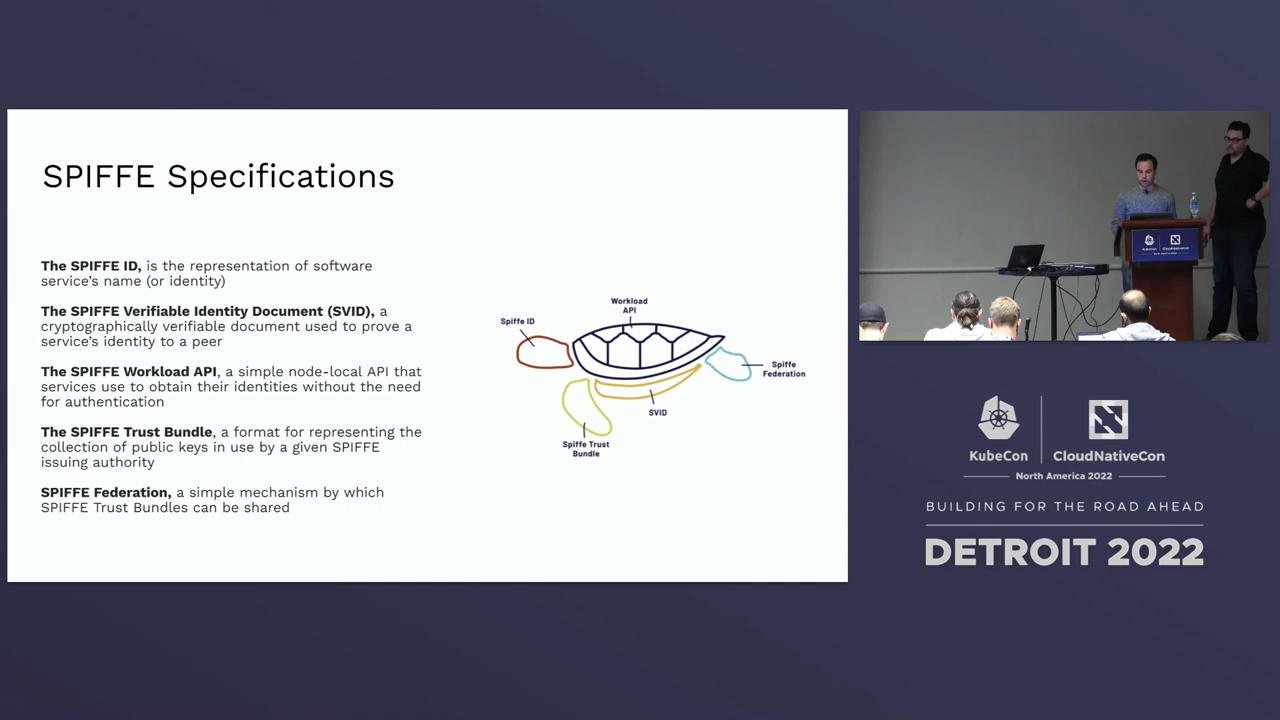 SPIFFE Specifications
The SPIFFE ID, is the representation of software
service's name (or identity)
The SPIFFE Verifiable Identity Document (SVID), a
cryptographically verifiable document used to prove a
service's identity to a peer
The SPIFFE Workload API, a simple node-local API that
services use to obtain their identities without the need
for authentication
The SPIFFE Trust Bundle, a format for representing the
collection of public keys in use by a given SPIFFE
issuing authority
SPIFFE Federation, a simple mechanism by which
SPIFFE Trust Bundles can be shared
Workload
API
Spiffe ID
Spiffe
Federation
SVID
Spiffe Trust
Bundle
KubeCon CloudNativeCon
North America 2022
BUILDING FOR THE ROAD AHEAD
DETROIT 2022